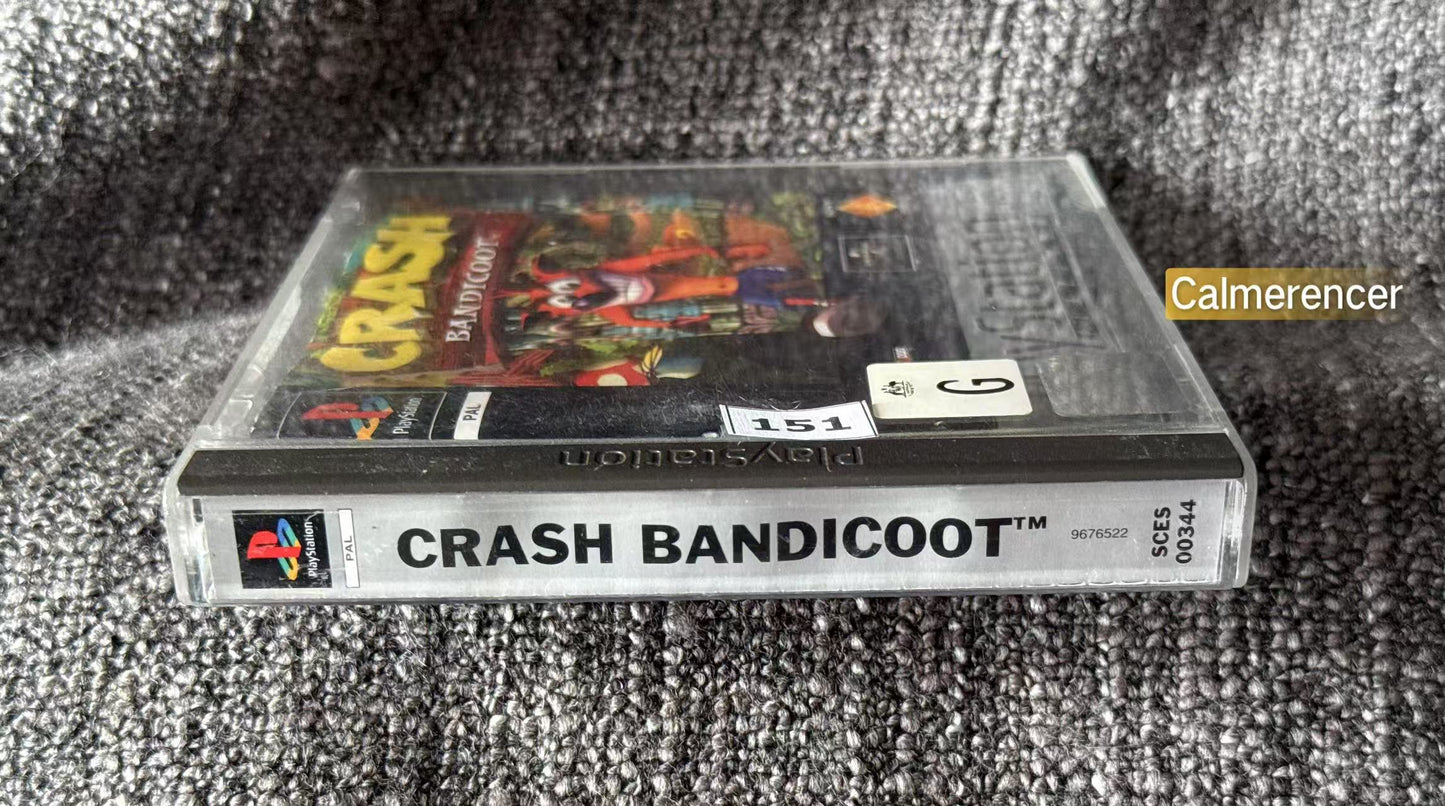 CRASH
BANDICOOT
PlayStation
PAL
G
151
PlayStation
Calmerencer
PlayStation
PAL
CRASH BANDICOOT™
9676522
SCES
00344